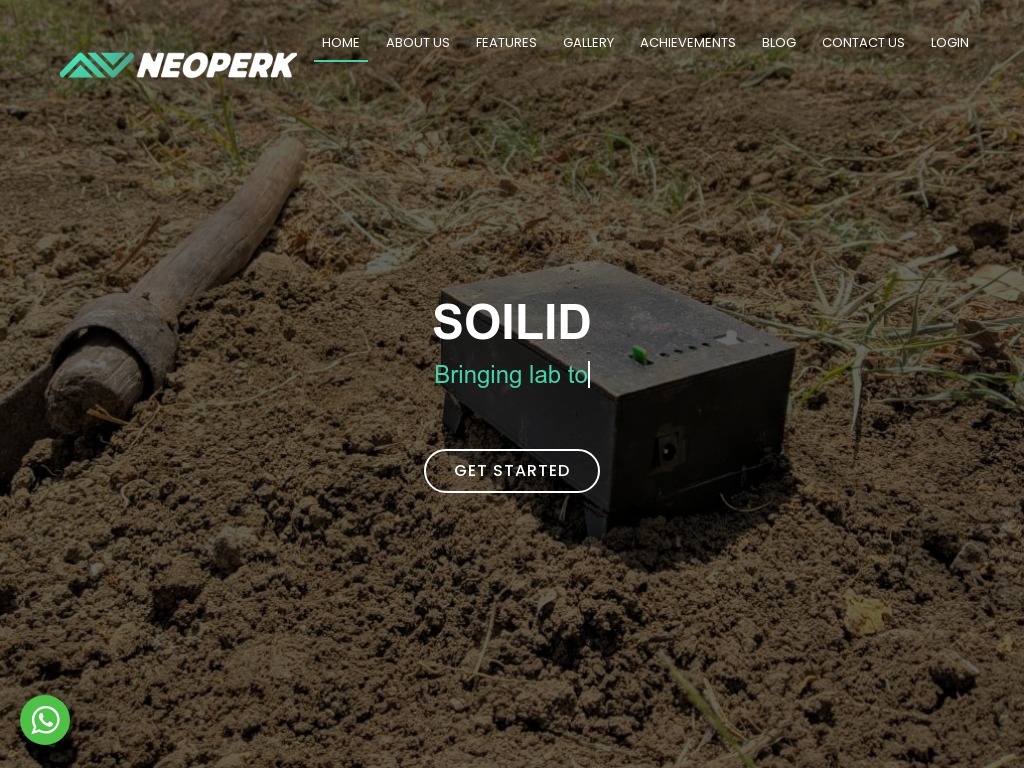 NEOPERK
HOME ABOUT US FEATURES GALLERY ACHIEVEMENTS BLOG CONTACT US LOGIN
SOILID
Bringing lab to
GET STARTED